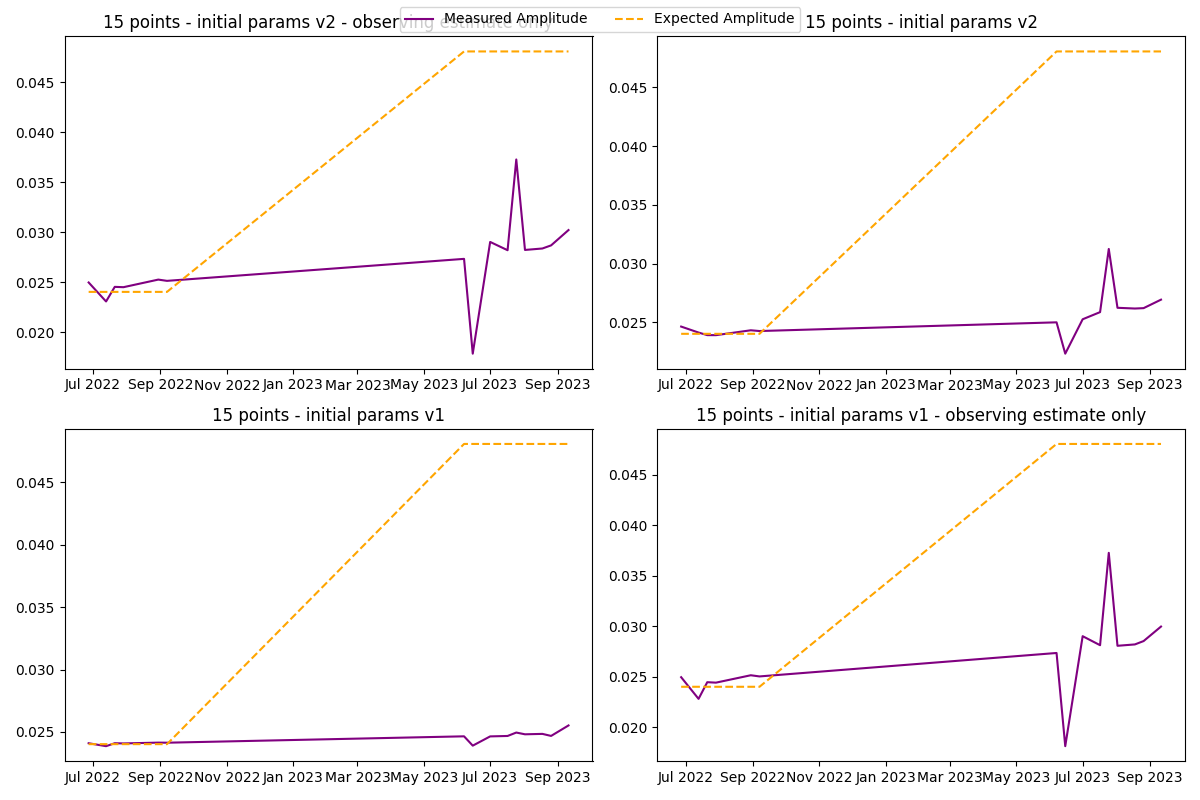 Measured Amplitude
Expected Amplitude
15 points - initial params v2 - observing estimate only
0.045
0.040
0.035
0.030
0.025
0.020
Jul 2022 Sep 2022 Nov 2022 Jan 2023 Mar 2023 May 2023 Jul 2023 Sep 2023
15 points - initial params v2
0.045
0.040
0.035
0.030
0.025
Jul 2022 Sep 2022 Nov 2022 Jan 2023 Mar 2023 May 2023 Jul 2023 Sep 2023
15 points - initial params v1
0.045
0.040
0.035
0.030
0.025
Jul 2022 Sep 2022 Nov 2022 Jan 2023 Mar 2023 May 2023 Jul 2023 Sep 2023
15 points - initial params v1 - observing estimate only
0.045
0.040
0.035
0.030
0.025
0.020
Jul 2022 Sep 2022 Nov 2022 Jan 2023 Mar 2023 May 2023 Jul 2023 Sep 2023